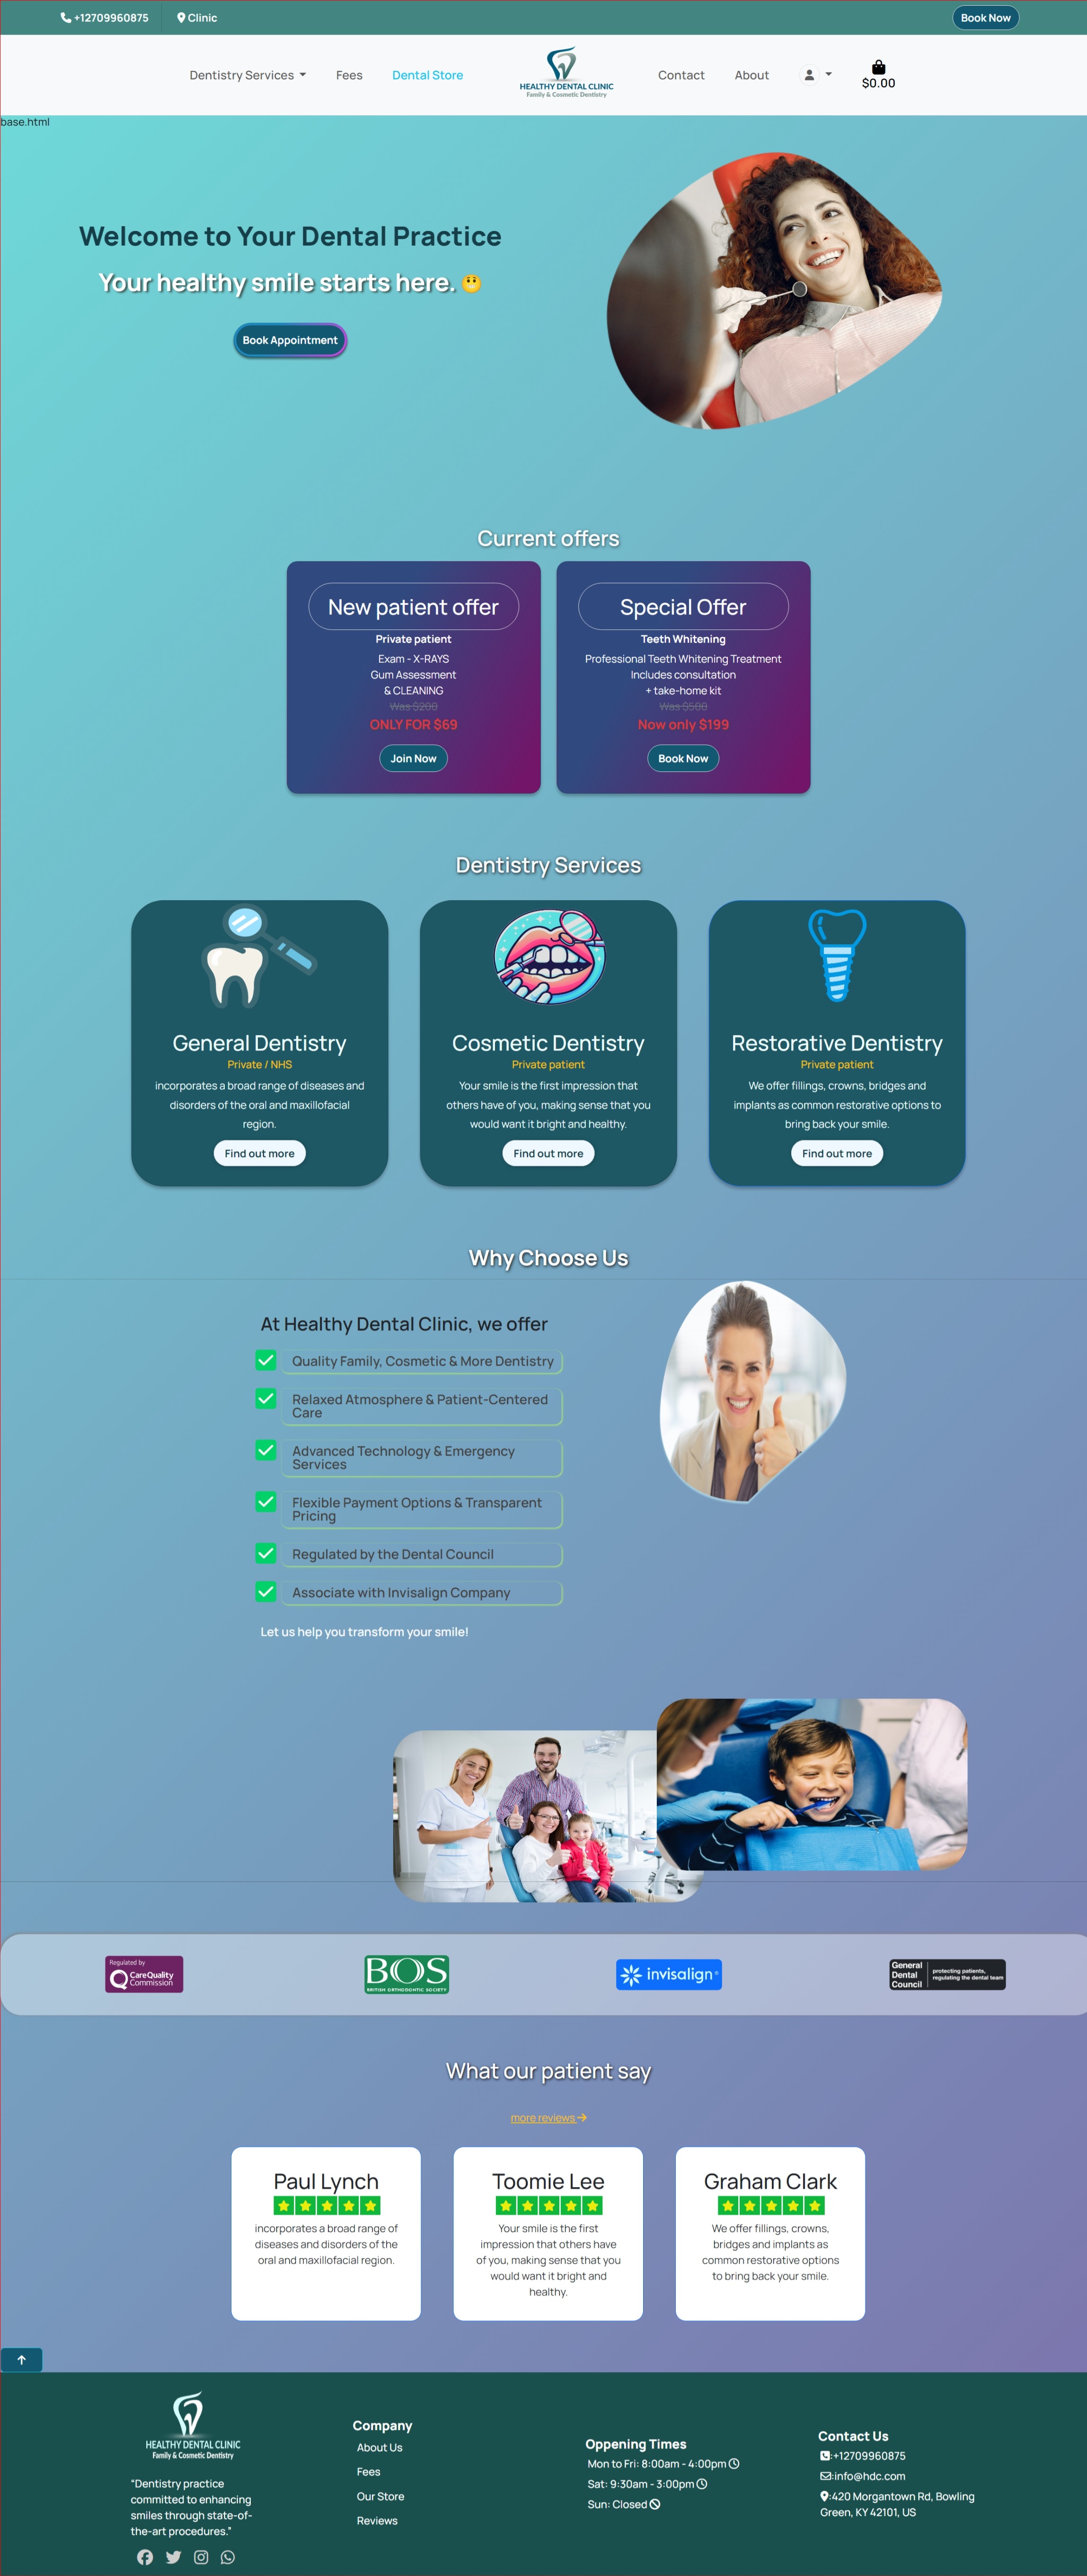 +12709960875
Clinic
Book Now
Dentistry Services
Fees
Dental Store
HEALTHY DENTAL CLINIC
Family & Cosmetic Dentistry
Contact
About
$0.00
base.html
Welcome to Your Dental Practice
Your healthy smile starts here. 😬
Book Appointment
Current offers
New patient offer
Private patient
Exam - X-RAYS
Gum Assessment
& CLEANING
Was $200
ONLY FOR $69
Join Now
Special Offer
Teeth Whitening
Professional Teeth Whitening Treatment
Includes consultation
+ take-home kit
Was $500
Now only $199
Book Now
Dentistry Services
General Dentistry
Private / NHS
incorporates a broad range of diseases and
disorders of the oral and maxillofacial
region.
Find out more
Cosmetic Dentistry
Private patient
Your smile is the first impression that
others have of you, making sense that you
would want it bright and healthy.
Find out more
Restorative Dentistry
Private patient
We offer fillings, crowns, bridges and
implants as common restorative options to
bring back your smile.
Find out more
Why Choose Us
At Healthy Dental Clinic, we offer
Quality Family, Cosmetic & More Dentistry
Relaxed Atmosphere & Patient-Centered
Care
Advanced Technology & Emergency
Services
Flexible Payment Options & Transparent
Pricing
Regulated by the Dental Council
Associate with Invisalign Company
Let us help you transform your smile!
Regulated by
CareQuality
Commission
BOS
BRITISH ORTHODONTIC SOCIETY
invisalign
General
Dental
Council
protecting patients,
regulating the dental team
What our patient say
more reviews
Paul Lynch
incorporates a broad range of
diseases and disorders of the
oral and maxillofacial region.
Toomie Lee
Your smile is the first
impression that others have
of you, making sense that you
would want it bright and
healthy.
Graham Clark
We offer fillings, crowns,
bridges and implants as
common restorative options
to bring back your smile.
HEALTHY DENTAL CLINIC
Family & Cosmetic Dentistry
“Dentistry practice
committed to enhancing
smiles through state-of-
the-art procedures.”
Company
About Us
Fees
Our Store
Reviews
Oppening Times
Mon to Fri: 8:00am - 4:00pm
Sat: 9:30am - 3:00pm
Sun: Closed
Contact Us
:+12709960875
:info@hdc.com
:420 Morgantown Rd, Bowling
Green, KY 42101, US